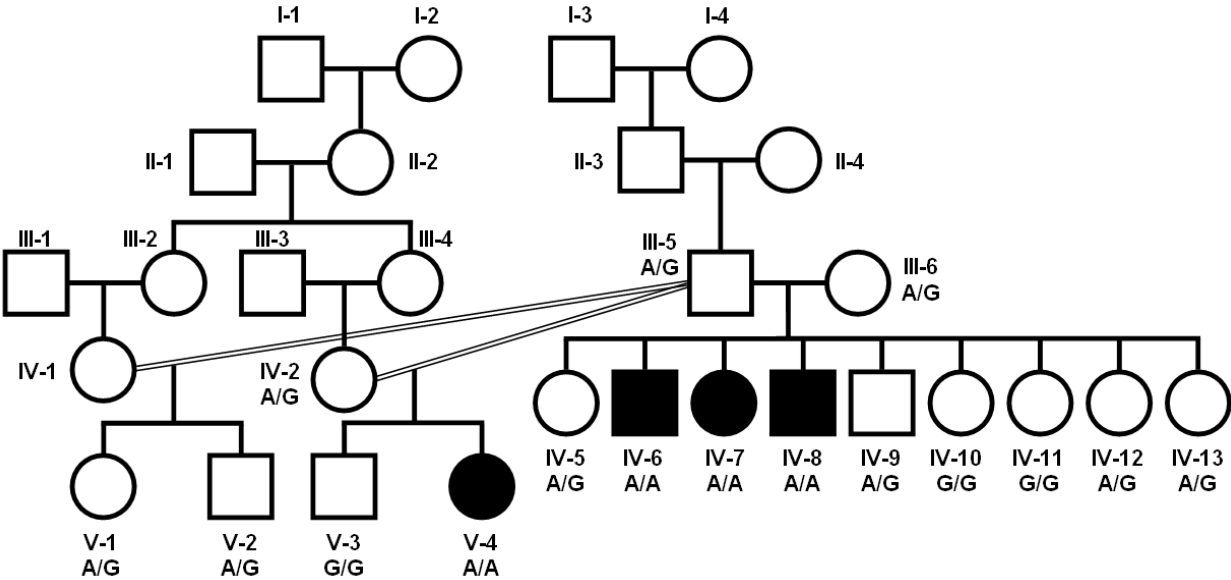 I-1
I-2
I-3
I-4
II-1
II-2
II-3
II-4
III-1
III-2
III-3
III-4
III-5
A/G
III-6
A/G
IV-1
IV-2
A/G
IV-5
A/G
IV-6
A/A
IV-7
A/A
IV-8
A/A
IV-9
A/G
IV-10
G/G
IV-11
G/G
IV-12
A/G
IV-13
A/G
V-1
A/G
V-2
A/G
V-3
G/G
V-4
A/A